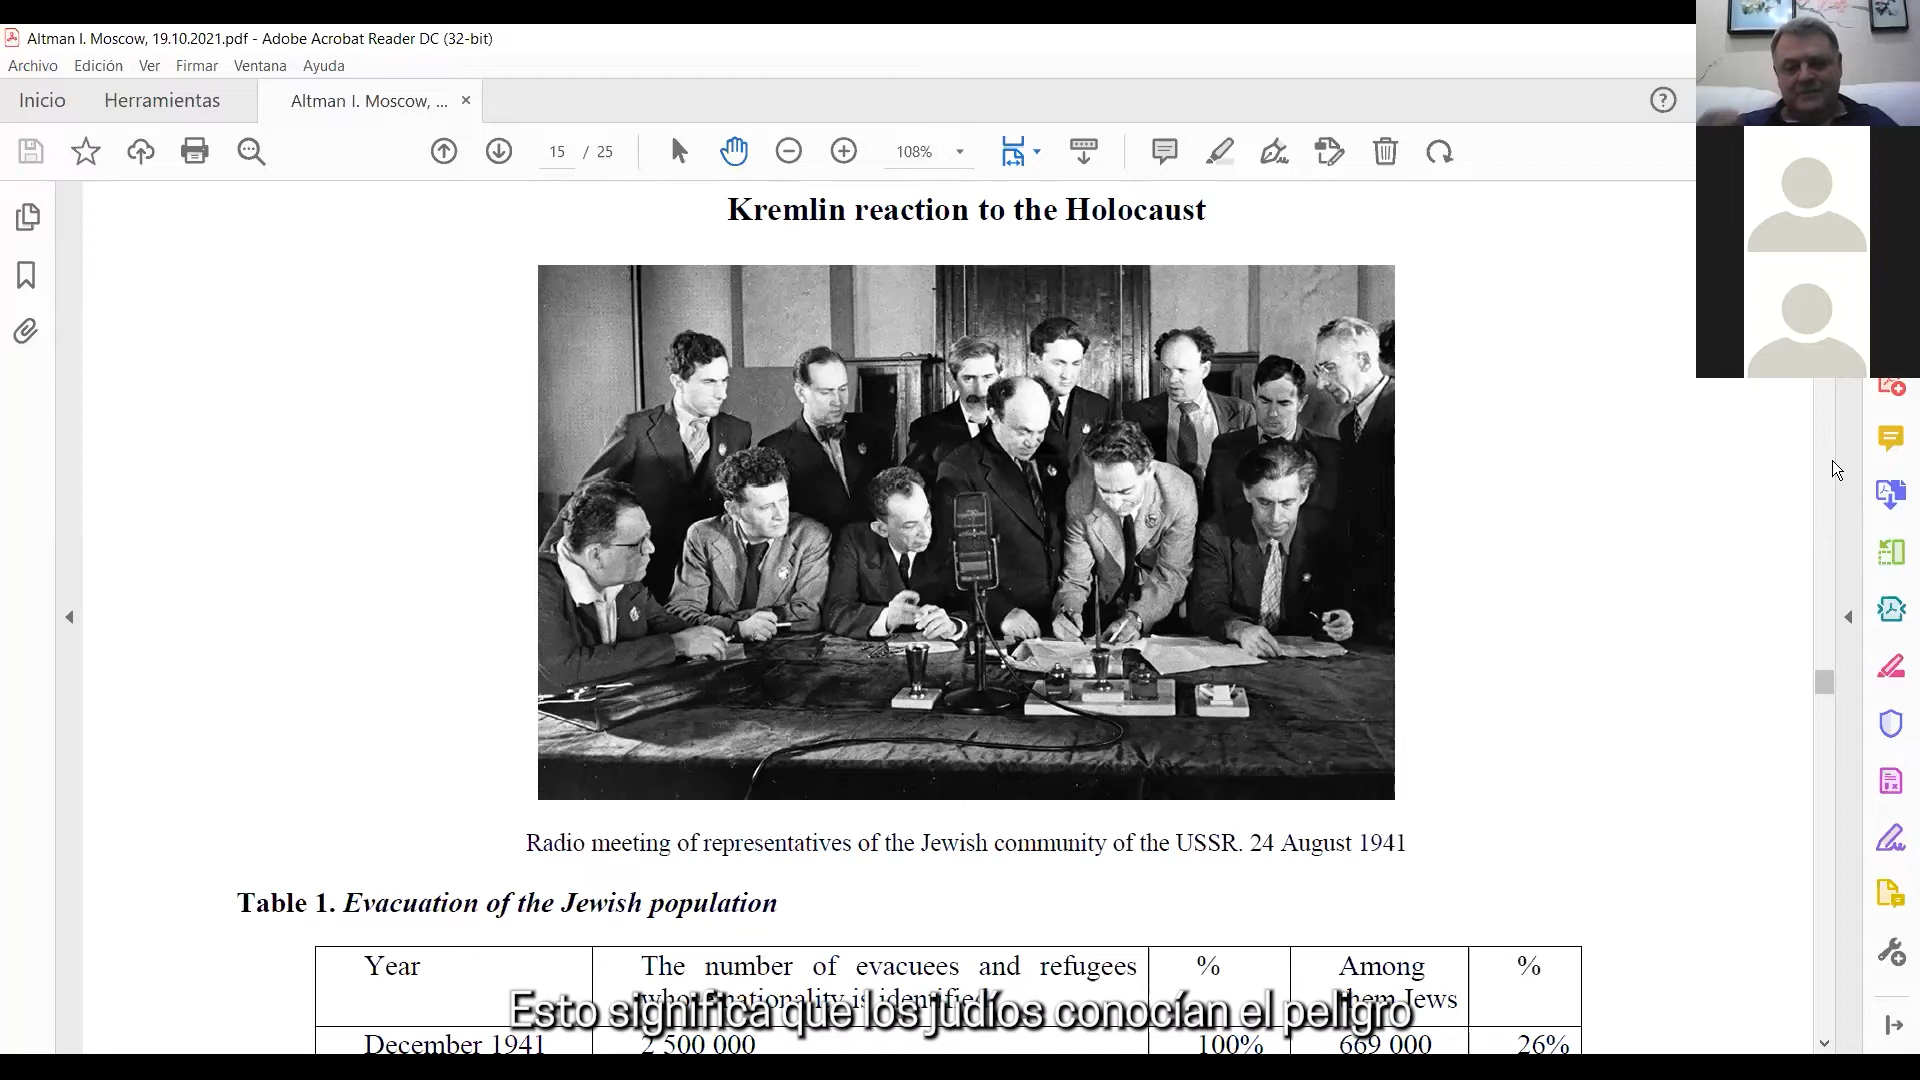 Altman I. Moscow, 19.10.2021.pdf - Adobe Acrobat Reader DC (32-bit)
Archivo Edición Ver Firmar Ventana Ayuda
Inicio Herramientas Altman I. Moscow, ... ×
15 / 25 108%
Kremlin reaction to the Holocaust
Radio meeting of representatives of the Jewish community of the USSR. 24 August 1941
Table 1. Evacuation of the Jewish population
Year The number of evacuees and refugees % Among %
nationality is identified them Jews
Esto significa que los judíos conocían el peligro
December 1941 2 500 000 100% 669 000 26%